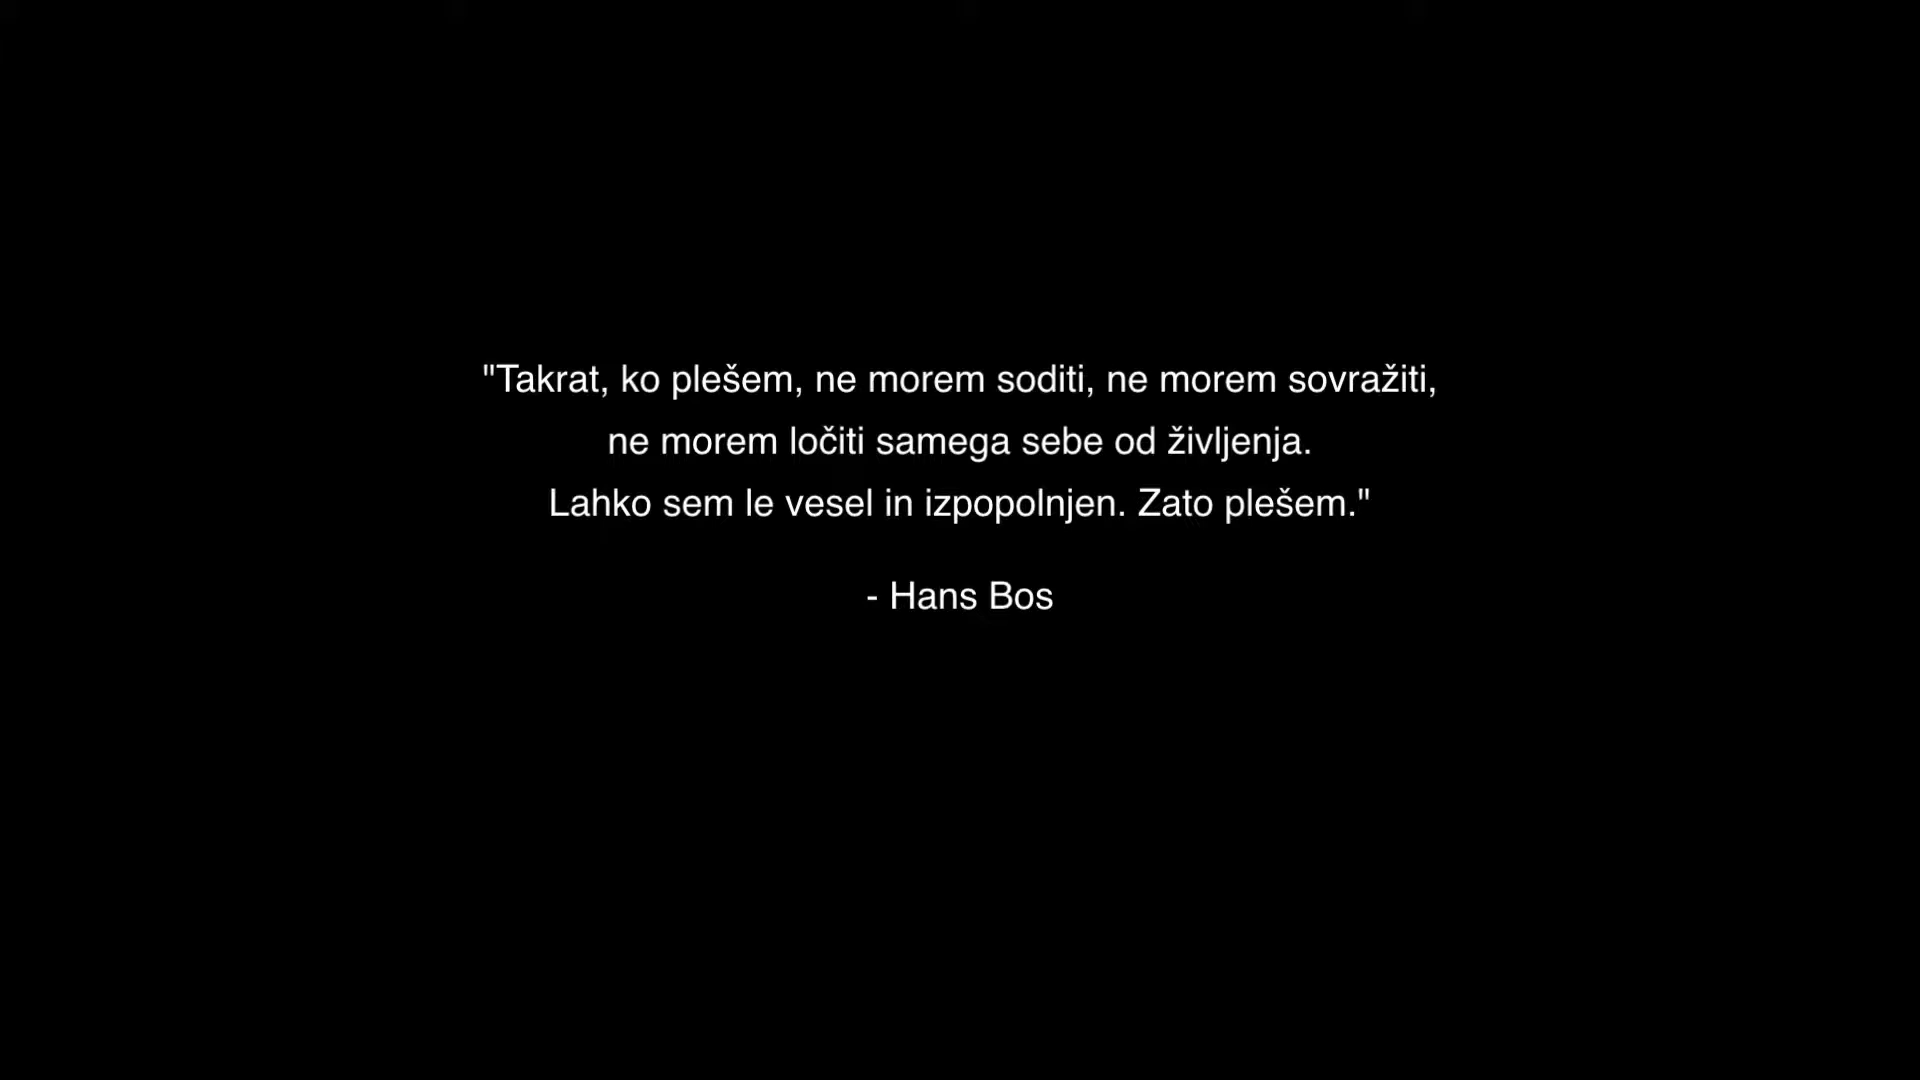 "Takrat, ko plešem, ne morem soditi, ne morem sovražiti,
ne morem ločiti samega sebe od življenja.
Lahko sem le vesel in izpopolnjen. Zato plešem."
- Hans Bos